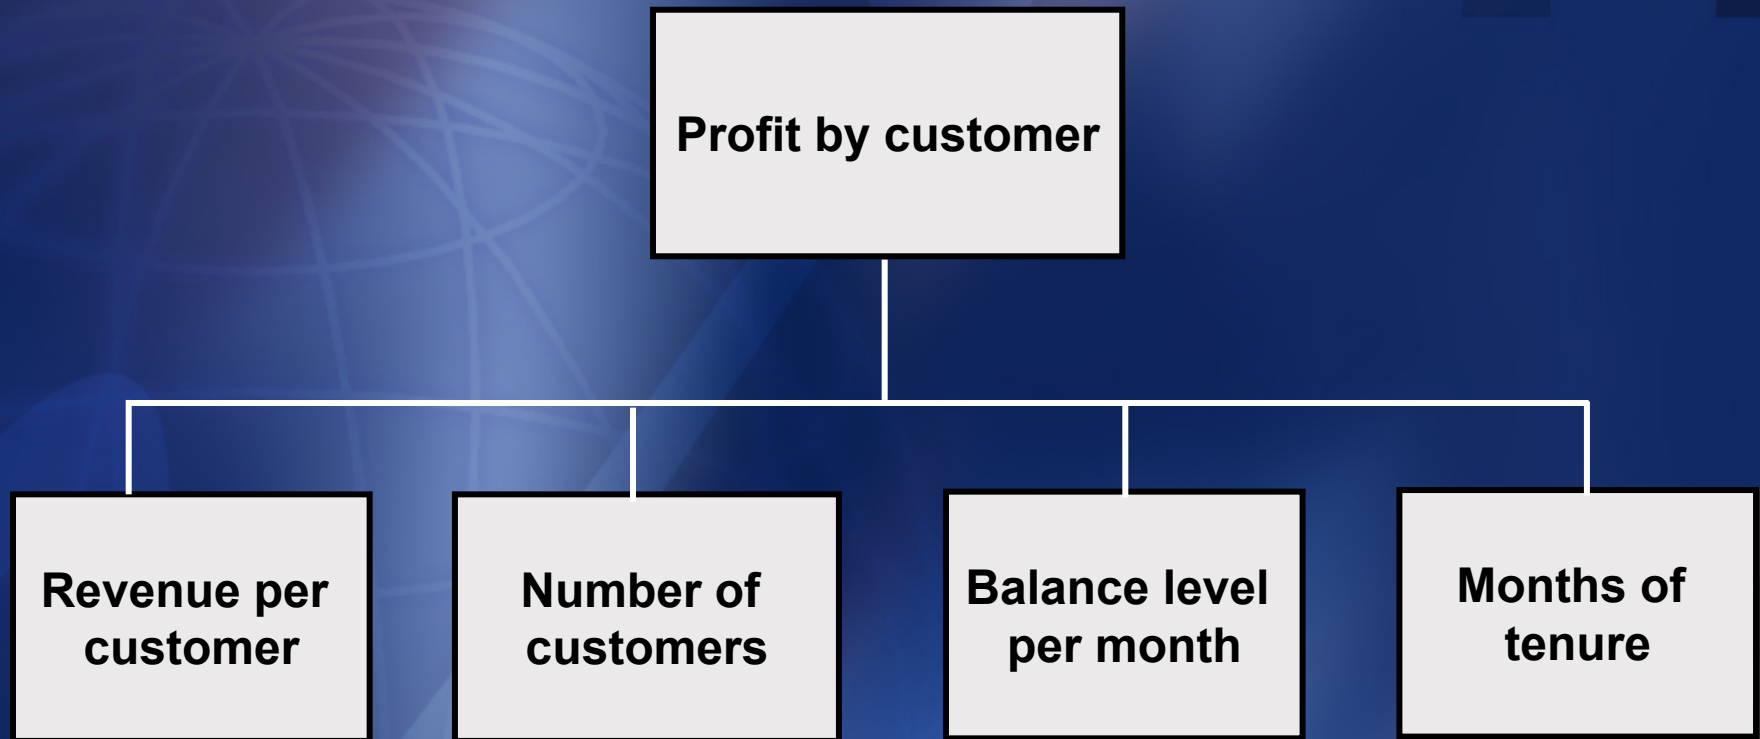 Profit by customer
Revenue per
customer
Number of
customers
Balance level
per month
Months of
tenure